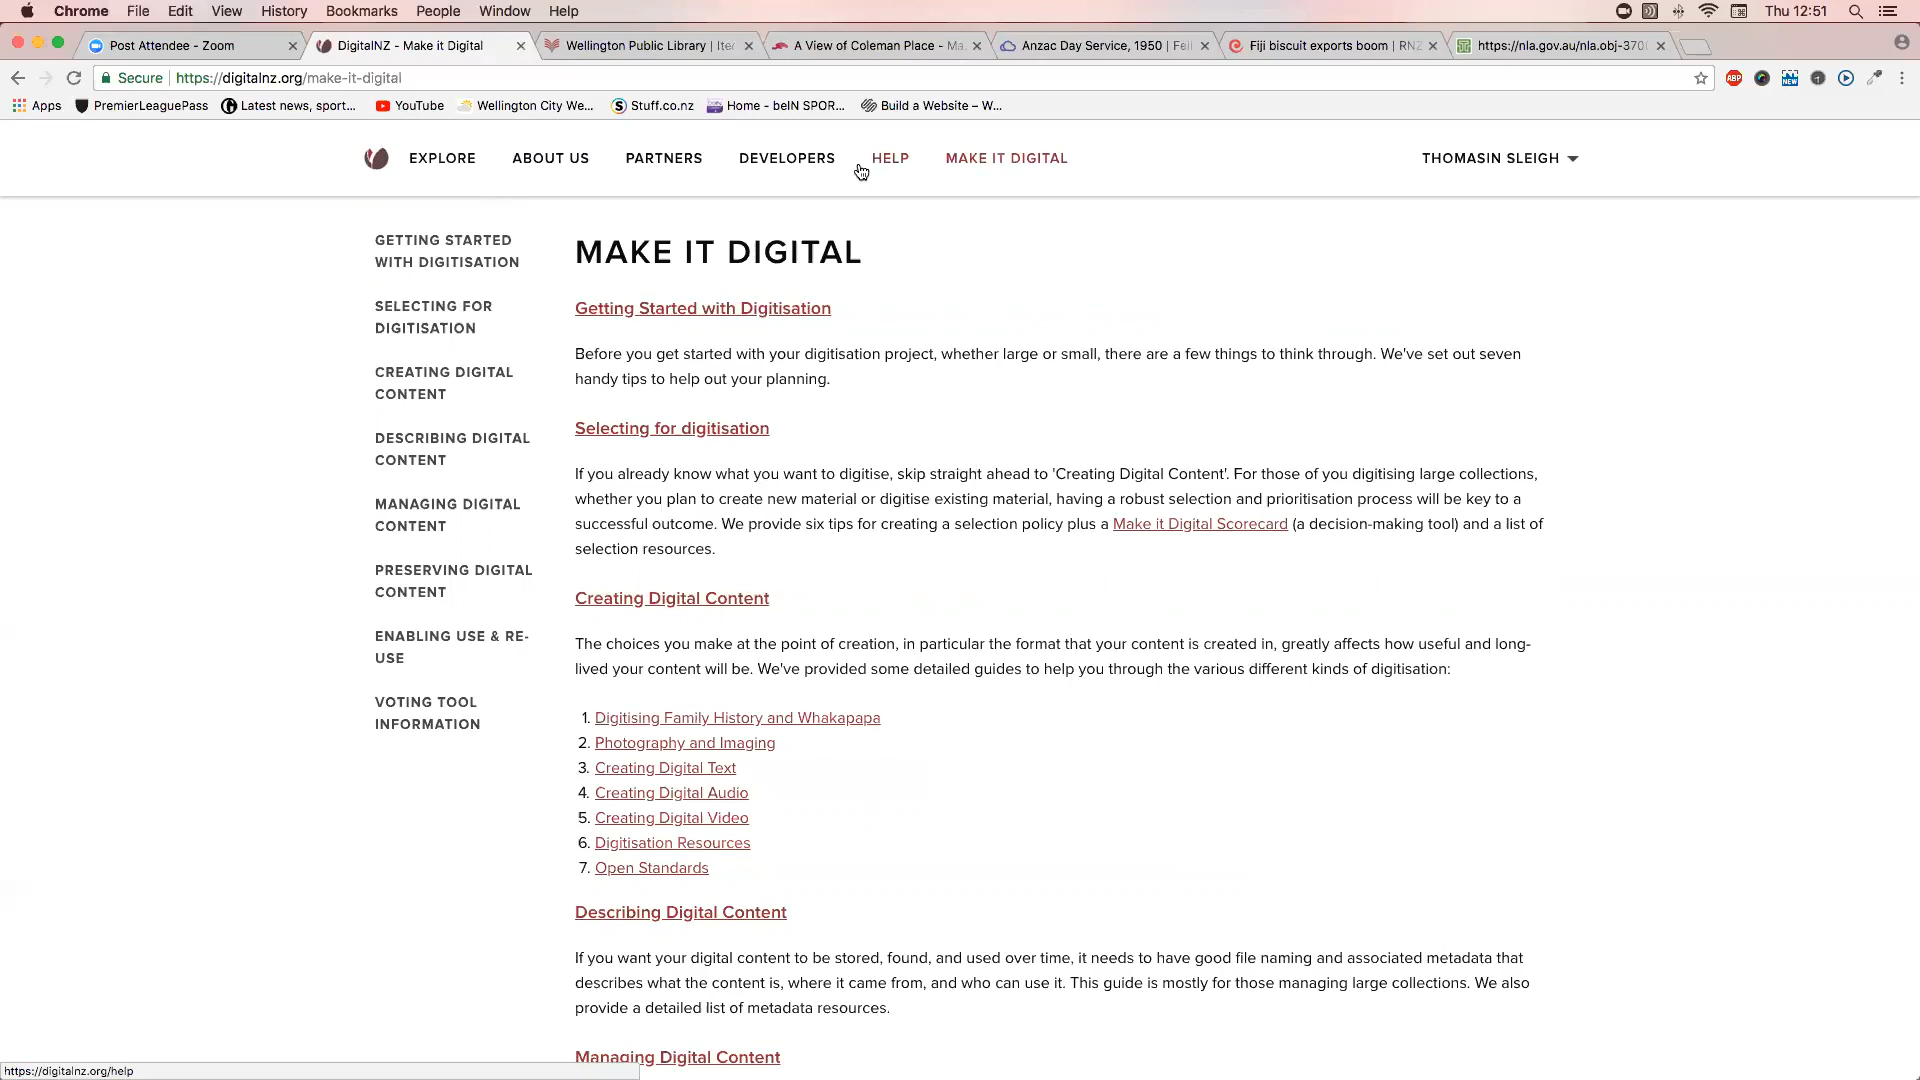 Chrome File Edit View History Bookmarks People Window Help Thu 12:51
Post Attendee - Zoom
DigitalNZ - Make it Digital
Wellington Public Library | Ite
A View of Coleman Place - Ma
Anzac Day Service, 1950 | Fei
Fiji biscuit exports boom | RNZ
https://nla.gov.au/nla.obj-370
Secure https://digitalnz.org/make-it-digital
ABP
NEW
Apps PremierLeaguePass Latest news, sport... YouTube Wellington City We... Stuff.co.nz Home - beIN SPOR... Build a Website – W...
EXPLORE ABOUT US PARTNERS DEVELOPERS HELP MAKE IT DIGITAL THOMASIN SLEIGH
GETTING STARTED
WITH DIGITISATION
SELECTING FOR
DIGITISATION
CREATING DIGITAL
CONTENT
DESCRIBING DIGITAL
CONTENT
MANAGING DIGITAL
CONTENT
PRESERVING DIGITAL
CONTENT
ENABLING USE & RE-
USE
VOTING TOOL
INFORMATION
MAKE IT DIGITAL
Getting Started with Digitisation
Before you get started with your digitisation project, whether large or small, there are a few things to think through. We've set out seven
handy tips to help out your planning.
Selecting for digitisation
If you already know what you want to digitise, skip straight ahead to 'Creating Digital Content'. For those of you digitising large collections,
whether you plan to create new material or digitise existing material, having a robust selection and prioritisation process will be key to a
successful outcome. We provide six tips for creating a selection policy plus a Make it Digital Scorecard (a decision-making tool) and a list of
selection resources.
Creating Digital Content
The choices you make at the point of creation, in particular the format that your content is created in, greatly affects how useful and long-
lived your content will be. We've provided some detailed guides to help you through the various different kinds of digitisation:
1. Digitising Family History and Whakapapa
2. Photography and Imaging
3. Creating Digital Text
4. Creating Digital Audio
5. Creating Digital Video
6. Digitisation Resources
7. Open Standards
Describing Digital Content
If you want your digital content to be stored, found, and used over time, it needs to have good file naming and associated metadata that
describes what the content is, where it came from, and who can use it. This guide is mostly for those managing large collections. We also
provide a detailed list of metadata resources.
Managing Digital Content
https://digitalnz.org/help